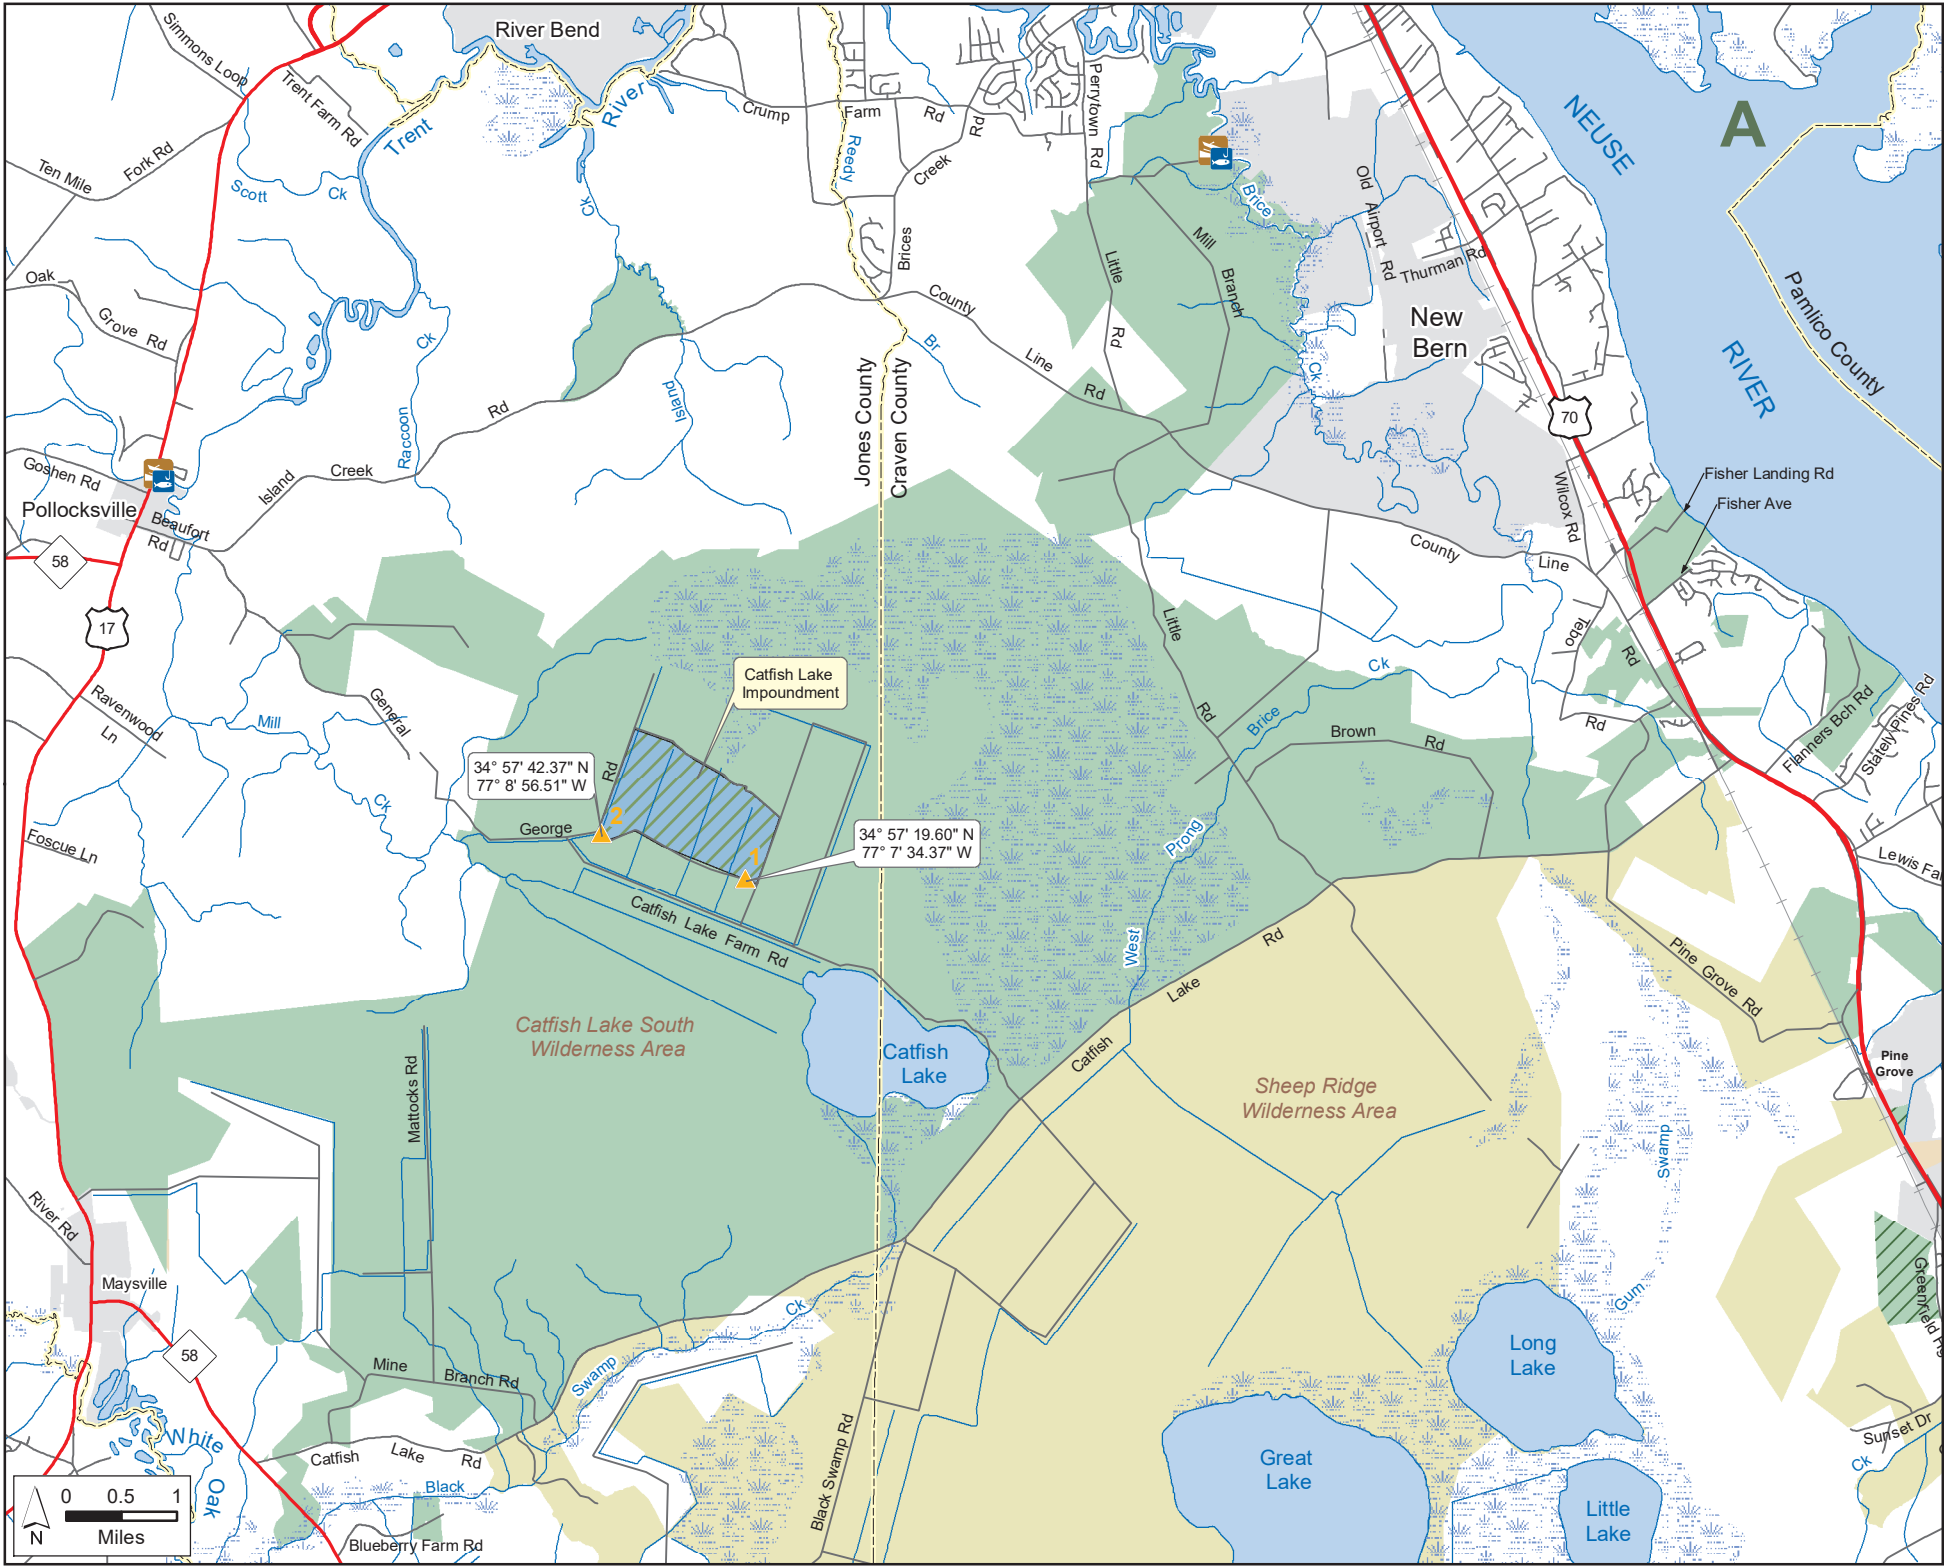 River Bend
Simmons Loop
Trent Farm Rd
Trent
River
Crump
Farm
Rd
Rd
Creek
Brices
Reedy
Perrytown Rd
NEUSE
RIVER
A
Pamlico County
Ten Mile
Fork Rd
Scott
Ck
Ck
Brice
Ck
Old Airport Rd
Thurman Rd
Mill
Branch
Little
Rd
New
Bern
Oak
Grove Rd
Ck
Raccoon
County
Line
Rd
Br
Island
Jones County
Craven County
Rd
Creek
Island
Goshen Rd
Pollocksville
Beaufort
Rd
58
17
70
Wilcox Rd
Fisher Landing Rd
Fisher Ave
County
Line
Tebo
Rd
Rd
Little
Rd
Ck
Brice
Prong
West
Brown
Rd
Flanners Bch Rd
Stately Pines Rd
Catfish Lake
Impoundment
General
George
Rd
Ravenwood
Ln
Mill
Ck
Foscue Ln
34° 57' 42.37" N
77° 8' 56.51" W
2
1
34° 57' 19.60" N
77° 7' 34.37" W
Catfish Lake Farm Rd
Lewis Fa
Pine Grove Rd
Rd
Lake
Catfish
Catfish Lake South
Wilderness Area
Catfish
Lake
Sheep Ridge
Wilderness Area
Mattocks Rd
Pine
Grove
Swamp
Gum
Greenfield H
River Rd
Maysville
58
Ck
Swamp
Mine
Branch Rd
Long
Lake
Great
Lake
Little
Lake
Black Swamp Rd
Sunset Dr
Ck
White
Oak
Catfish
Lake
Rd
Black
Blueberry Farm Rd
N
0 0.5 1
Miles